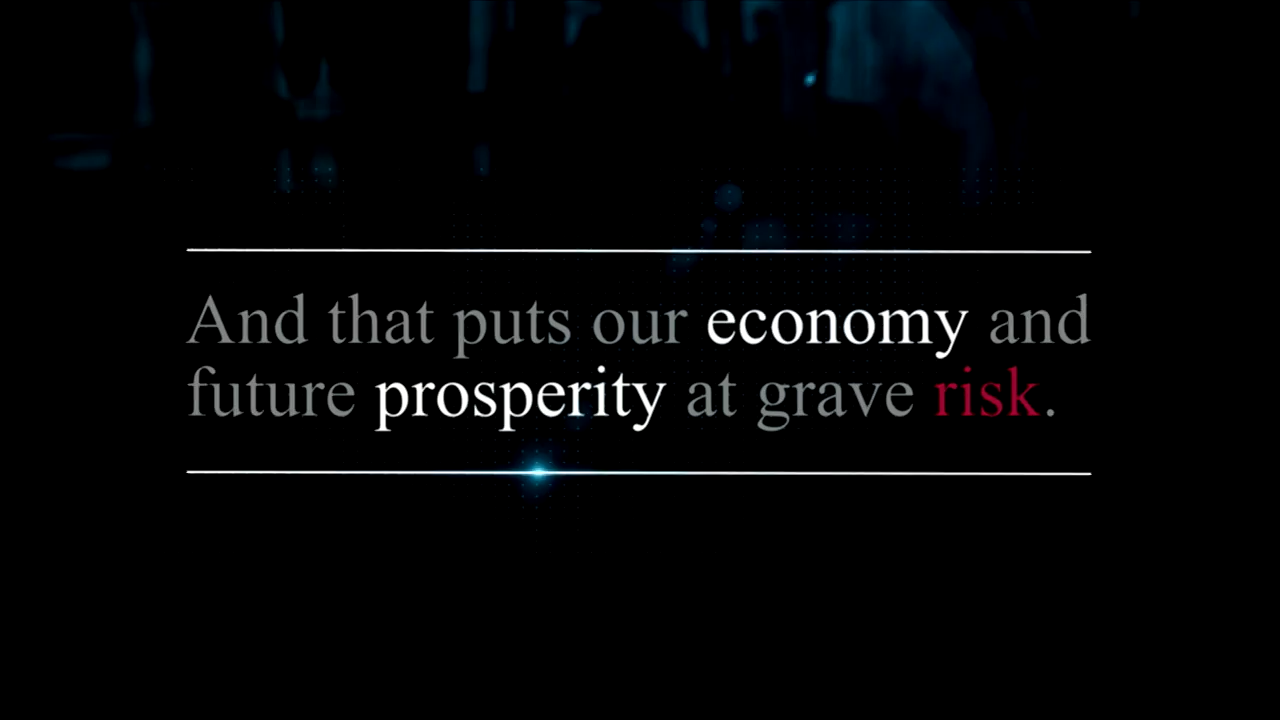 And that puts our economy and
future prosperity at grave risk.